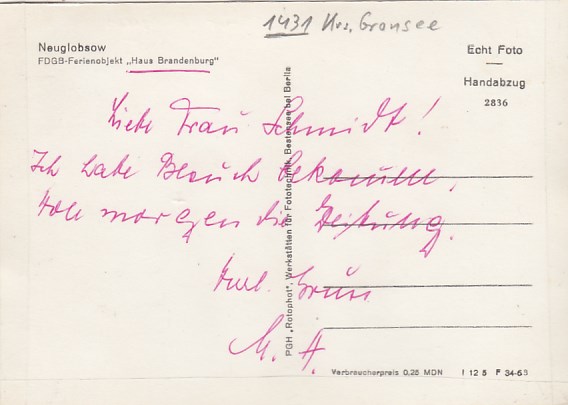 1431 Krs. Gransee
Neuglobsow
FDGB-Ferienobjekt „Haus Brandenburg"
Echt Foto
Handabzug
2836
Liebe Frau Schmidt!
Ich habe Besuch bekommen,
hole morgen die Zeitung.
Gruss
M. H.
PGH „Rotophot", Werkstätten für Fototechnik, Bestensee bei Berlin
Verbraucherpreis 0,25 MDN I 12 5 F 34-63